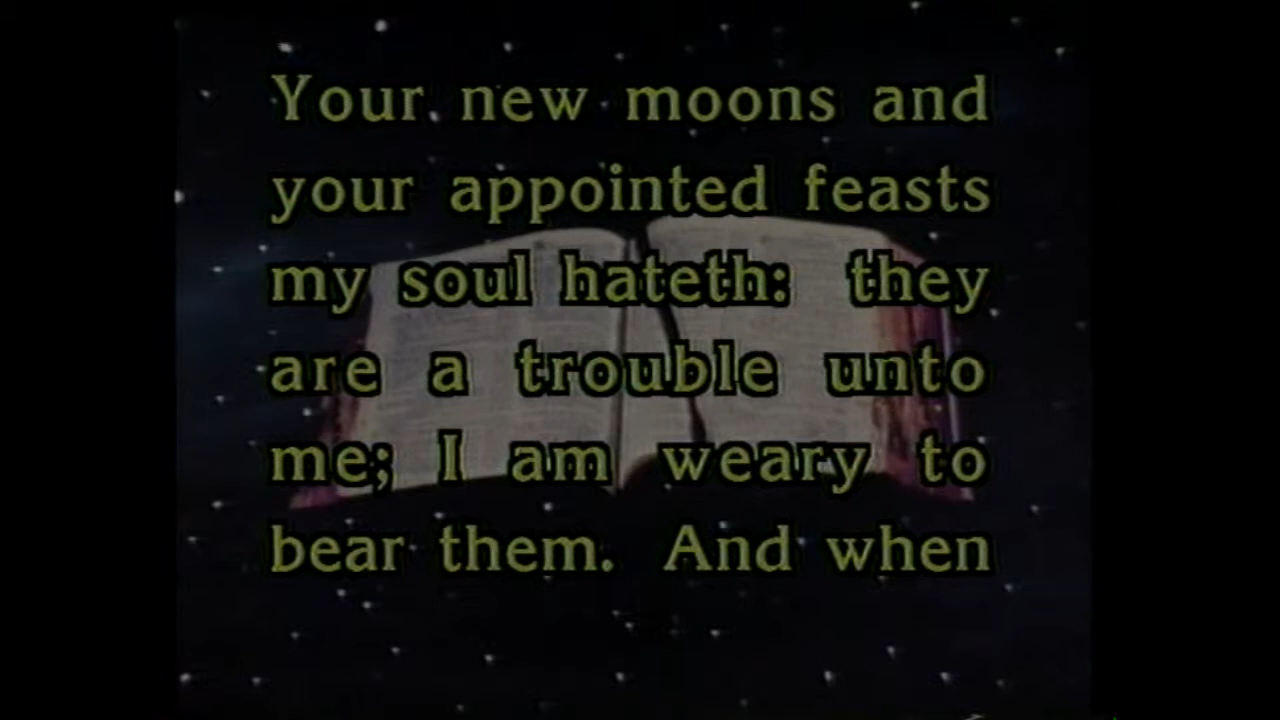 Your new moons and
your appointed feasts
my soul hateth: they
are a trouble unto
me; I am weary to
bear them. And when